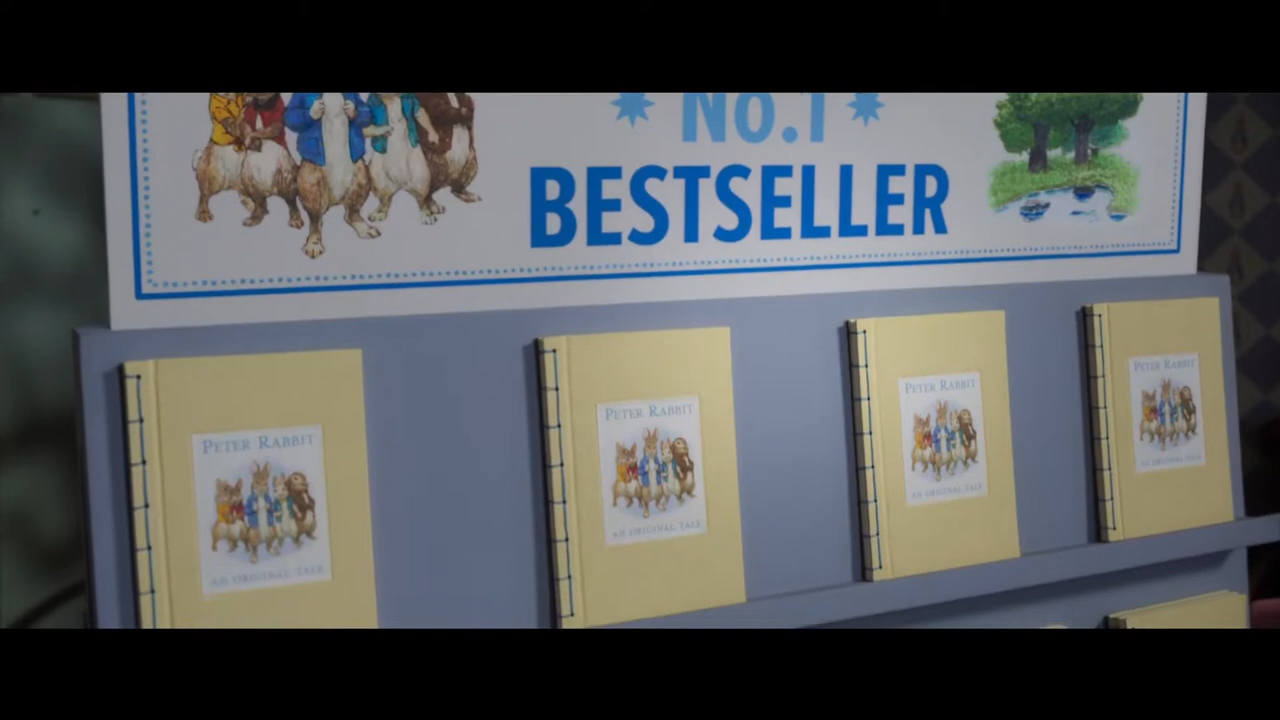 No.1
BESTSELLER
PETER RABBIT
AN ORIGINAL TALE
PETER RABBIT
AN ORIGINAL TALE
PETER RABBIT
AN ORIGINAL TALE
PETER RABBIT
AN ORIGINAL TALE